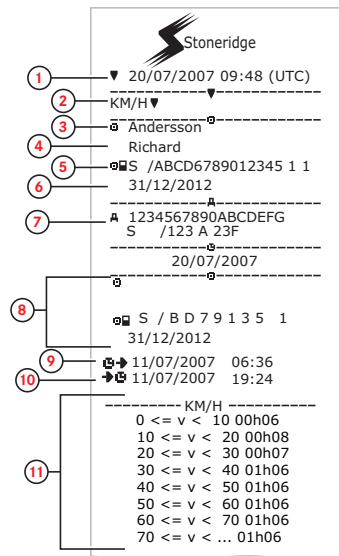 Stoneridge
1 ▼ 20/07/2007 09:48 (UTC)
2 KM/H▼
3 Andersson
4 Richard
5 S /ABCD6789012345 1 1
6 31/12/2012
7 A 1234567890ABCDEFG
S /123 A 23F
20/07/2007
8 S / B D 7 9 1 3 5 1
31/12/2012
9 11/07/2007 06:36
10 11/07/2007 19:24
KM/H
11 0 <= v < 10 00h06
10 <= v < 20 00h08
20 <= v < 30 00h07
30 <= v < 40 01h06
40 <= v < 50 01h06
50 <= v < 60 01h06
60 <= v < 70 01h06
70 <= v < ... 01h06